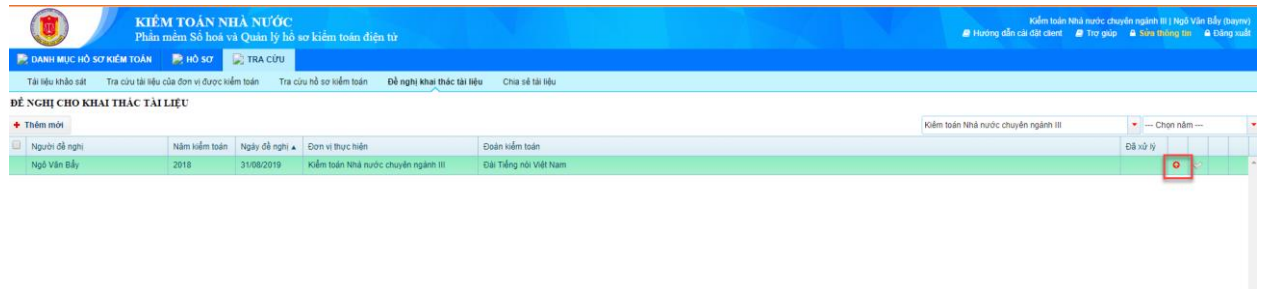 KIỂM TOÁN NHÀ NƯỚC
Phần mềm Số hoá và Quản lý hồ sơ kiểm toán điện tử
Kiểm toán Nhà nước chuyên ngành III | Ngô Văn Bẩy (baynv)
Hướng dẫn cài đặt client Trợ giúp Sửa thông tin Đăng xuất
DANH MỤC HỒ SƠ KIỂM TOÁN HỒ SƠ TRA CỨU
Tài liệu khảo sát Tra cứu tài liệu của đơn vị được kiểm toán Tra cứu hồ sơ kiểm toán Đề nghị khai thác tài liệu Chia sẻ tài liệu
ĐỀ NGHỊ CHO KHAI THÁC TÀI LIỆU
Thêm mới Kiểm toán Nhà nước chuyên ngành III --- Chọn năm ---
Người đề nghị Năm kiểm toán Ngày đề nghị Đơn vị thực hiện Đoàn kiểm toán Đã xử lý
Ngô Văn Bẩy 2018 31/08/2019 Kiểm toán Nhà nước chuyên ngành III Đài Tiếng nói Việt Nam